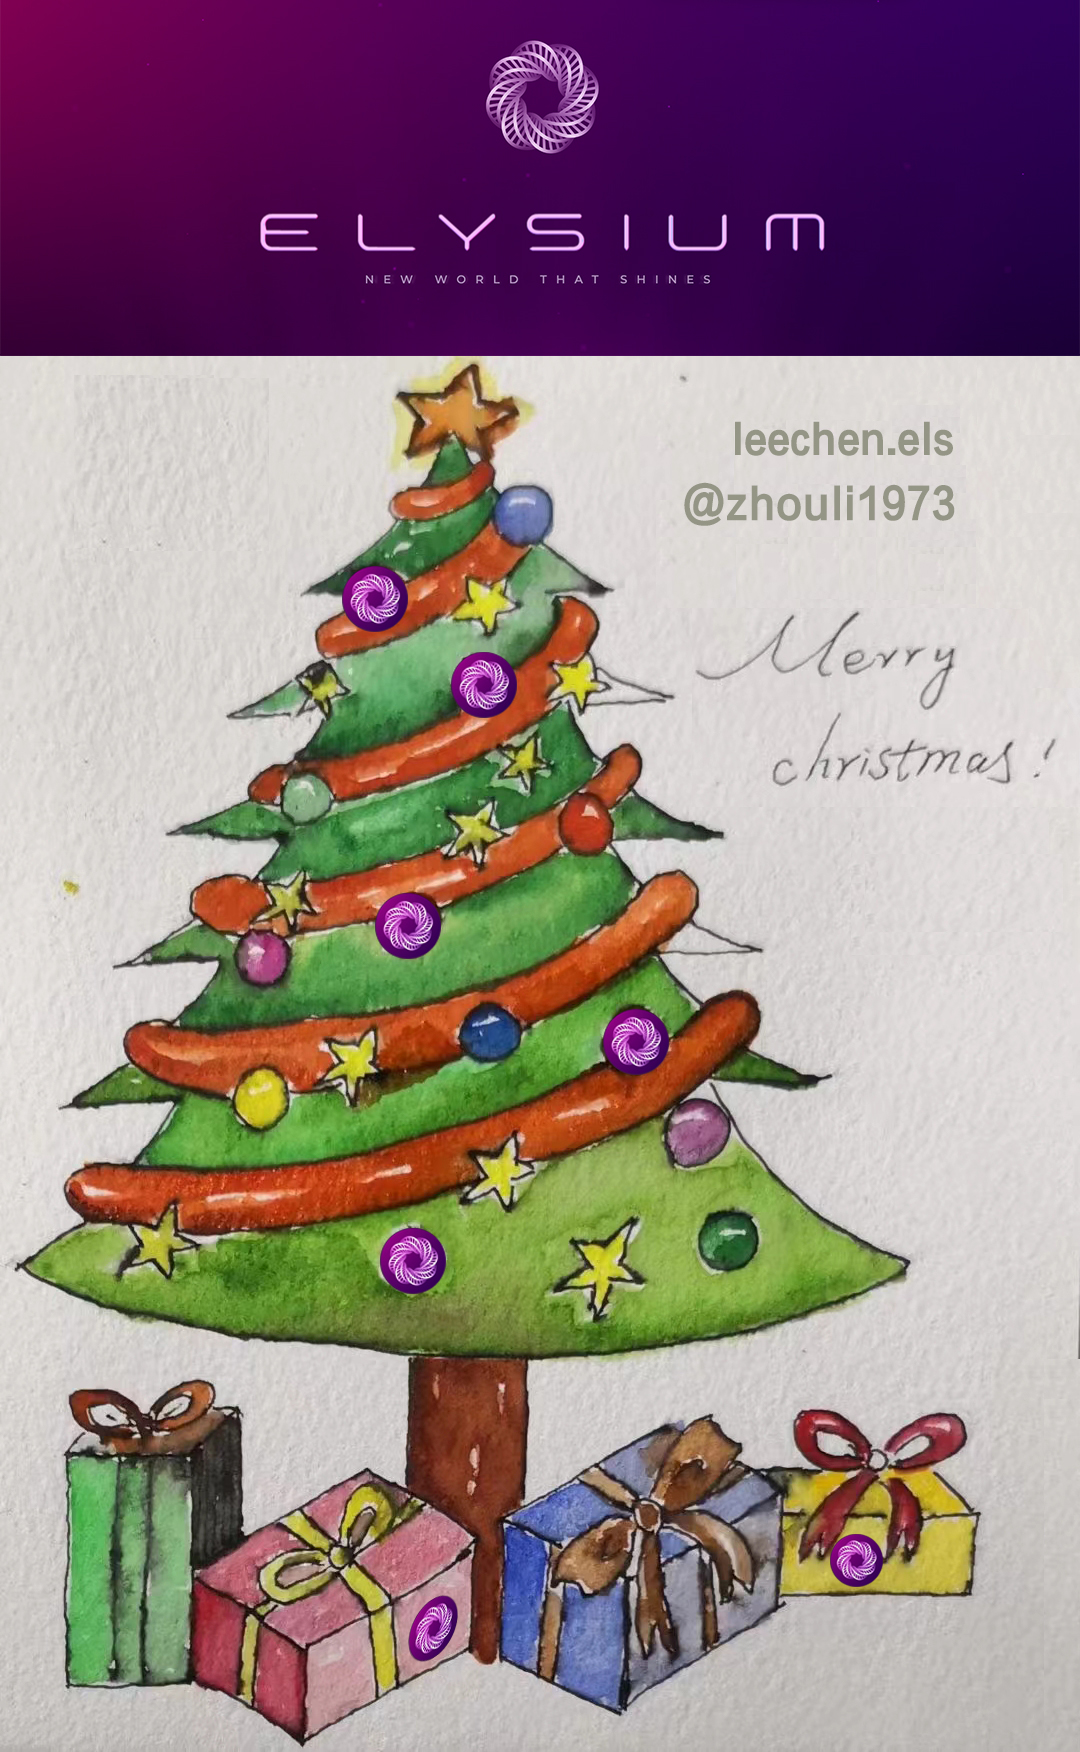 ELYSIUM
NEW WORLD THAT SHINES
leechen.els
@zhouli1973
Merry
christmas!